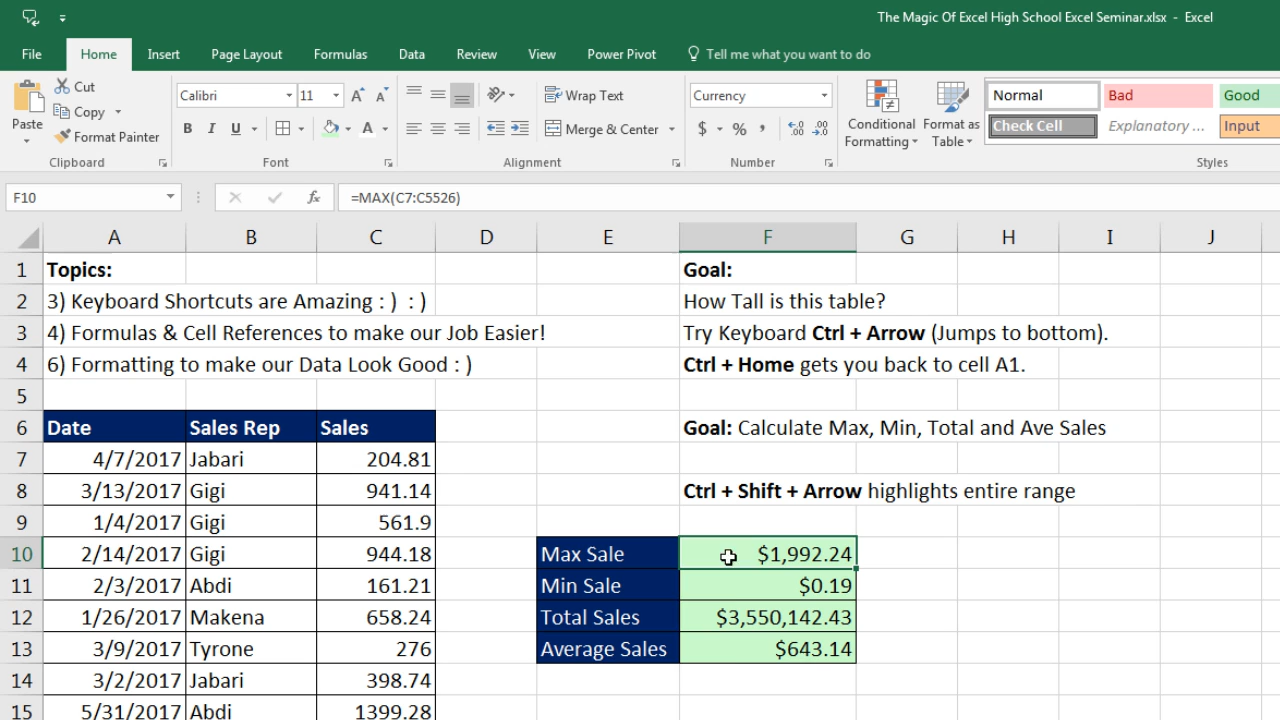 The Magic Of Excel High School Excel Seminar.xlsx - Excel
File Home Insert Page Layout Formulas Data Review View Power Pivot Tell me what you want to do
Cut
Copy
Format Painter
Paste
Clipboard
Calibri 11
B I U A
Font
Wrap Text
Merge & Center
Alignment
Currency
$ % , .00 .0
Number
Conditional Formatting
Format as Table
Normal Bad Good
Check Cell Explanatory ... Input
Styles
F10 fx =MAX(C7:C5526)
A B C D E F G H I J
1 Topics: Goal:
2 3) Keyboard Shortcuts are Amazing : ) : ) How Tall is this table?
3 4) Formulas & Cell References to make our Job Easier! Try Keyboard Ctrl + Arrow (Jumps to bottom).
4 6) Formatting to make our Data Look Good : ) Ctrl + Home gets you back to cell A1.
5
6 Date Sales Rep Sales Goal: Calculate Max, Min, Total and Ave Sales
7 4/7/2017 Jabari 204.81
8 3/13/2017 Gigi 941.14 Ctrl + Shift + Arrow highlights entire range
9 1/4/2017 Gigi 561.9
10 2/14/2017 Gigi 944.18 Max Sale $1,992.24
11 2/3/2017 Abdi 161.21 Min Sale $0.19
12 1/26/2017 Makena 658.24 Total Sales $3,550,142.43
13 3/9/2017 Tyrone 276 Average Sales $643.14
14 3/2/2017 Jabari 398.74
15 5/31/2017 Abdi 1399.28